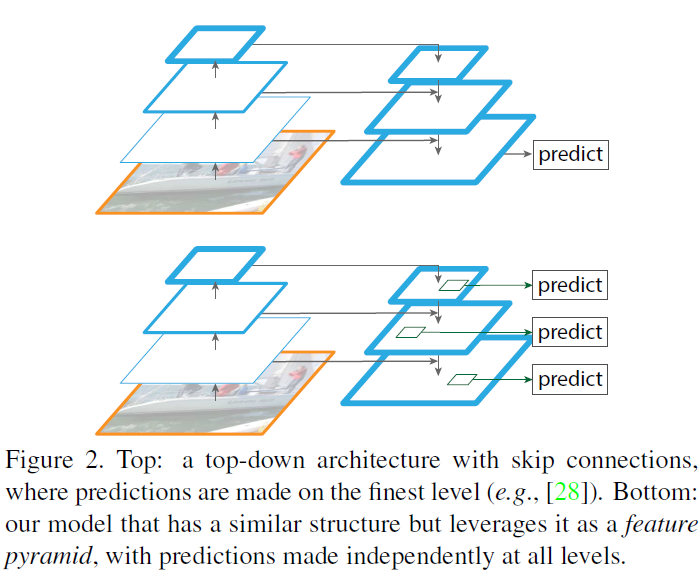 predict
predict
predict
predict
Figure 2. Top: a top-down architecture with skip connections,
where predictions are made on the finest level (e.g., [28]). Bottom:
our model that has a similar structure but leverages it as a feature
pyramid, with predictions made independently at all levels.